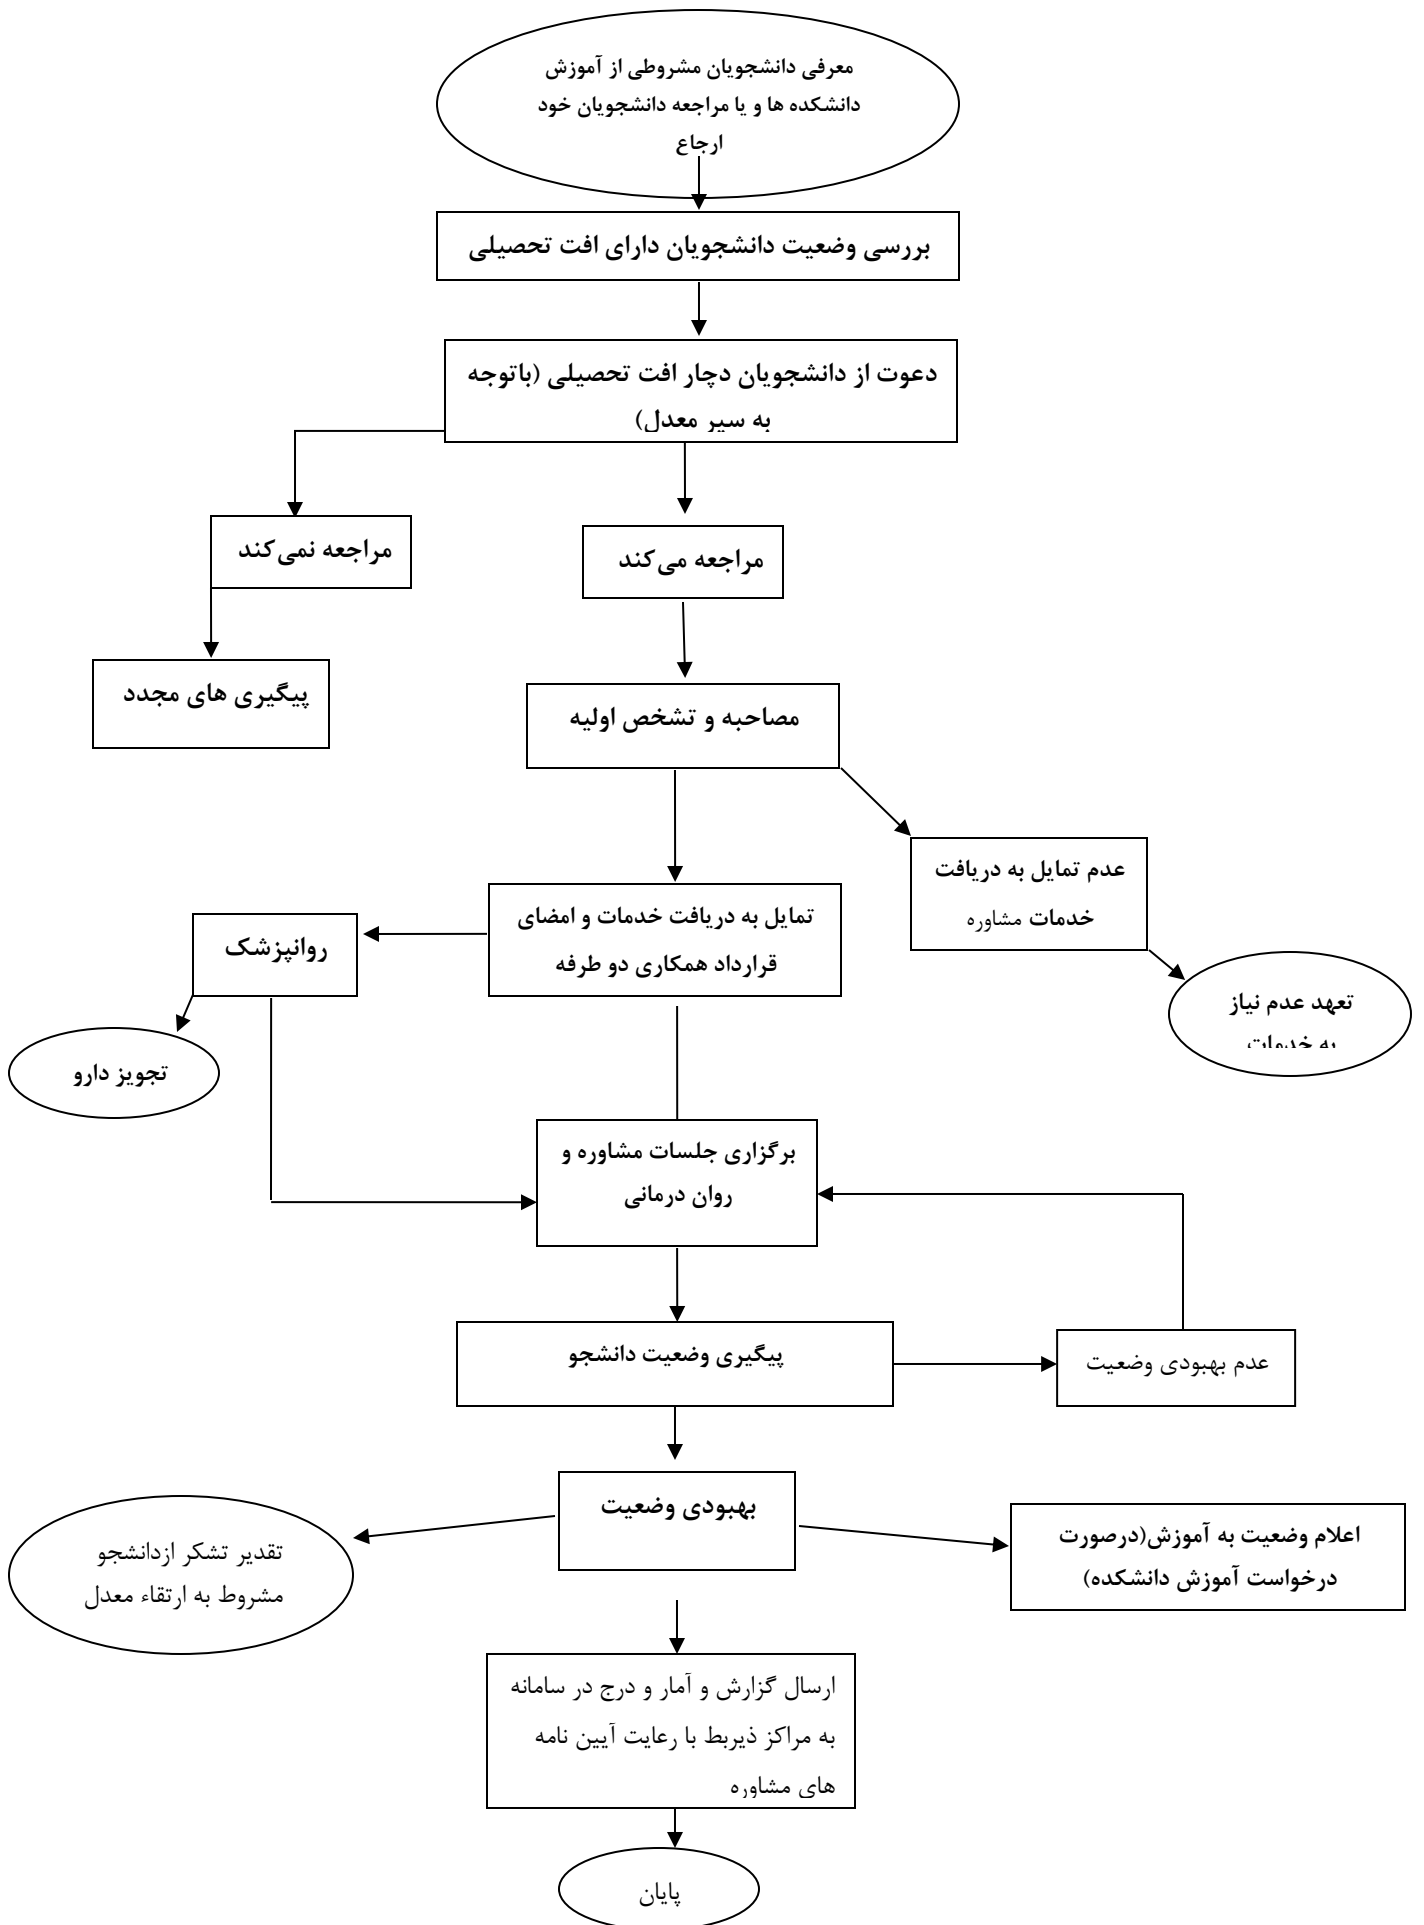 معرفی دانشجویان مشروطی از آموزش
دانشکده ها و یا مراجعه دانشجویان خود
ارجاع
بررسی وضعیت دانشجویان دارای افت تحصیلی
دعوت از دانشجویان دچار افت تحصیلی (باتوجه
به سیر معدل)
مراجعه نمی‌کند
مراجعه می‌کند
پیگیری های مجدد
مصاحبه و تشخص اولیه
عدم تمایل به دریافت
خدمات مشاوره
تمایل به دریافت خدمات و امضای
قرارداد همکاری دو طرفه
روانپزشک
تعهد عدم نیاز
به خدمات
تجویز دارو
برگزاری جلسات مشاوره و
روان درمانی
پیگیری وضعیت دانشجو
عدم بهبودی وضعیت
بهبودی وضعیت
اعلام وضعیت به آموزش(درصورت
درخواست آموزش دانشکده)
تقدیر تشکر ازدانشجو
مشروط به ارتقاء معدل
ارسال گزارش و آمار و درج در سامانه
به مراکز ذیربط با رعایت آیین نامه
های مشاوره
پایان